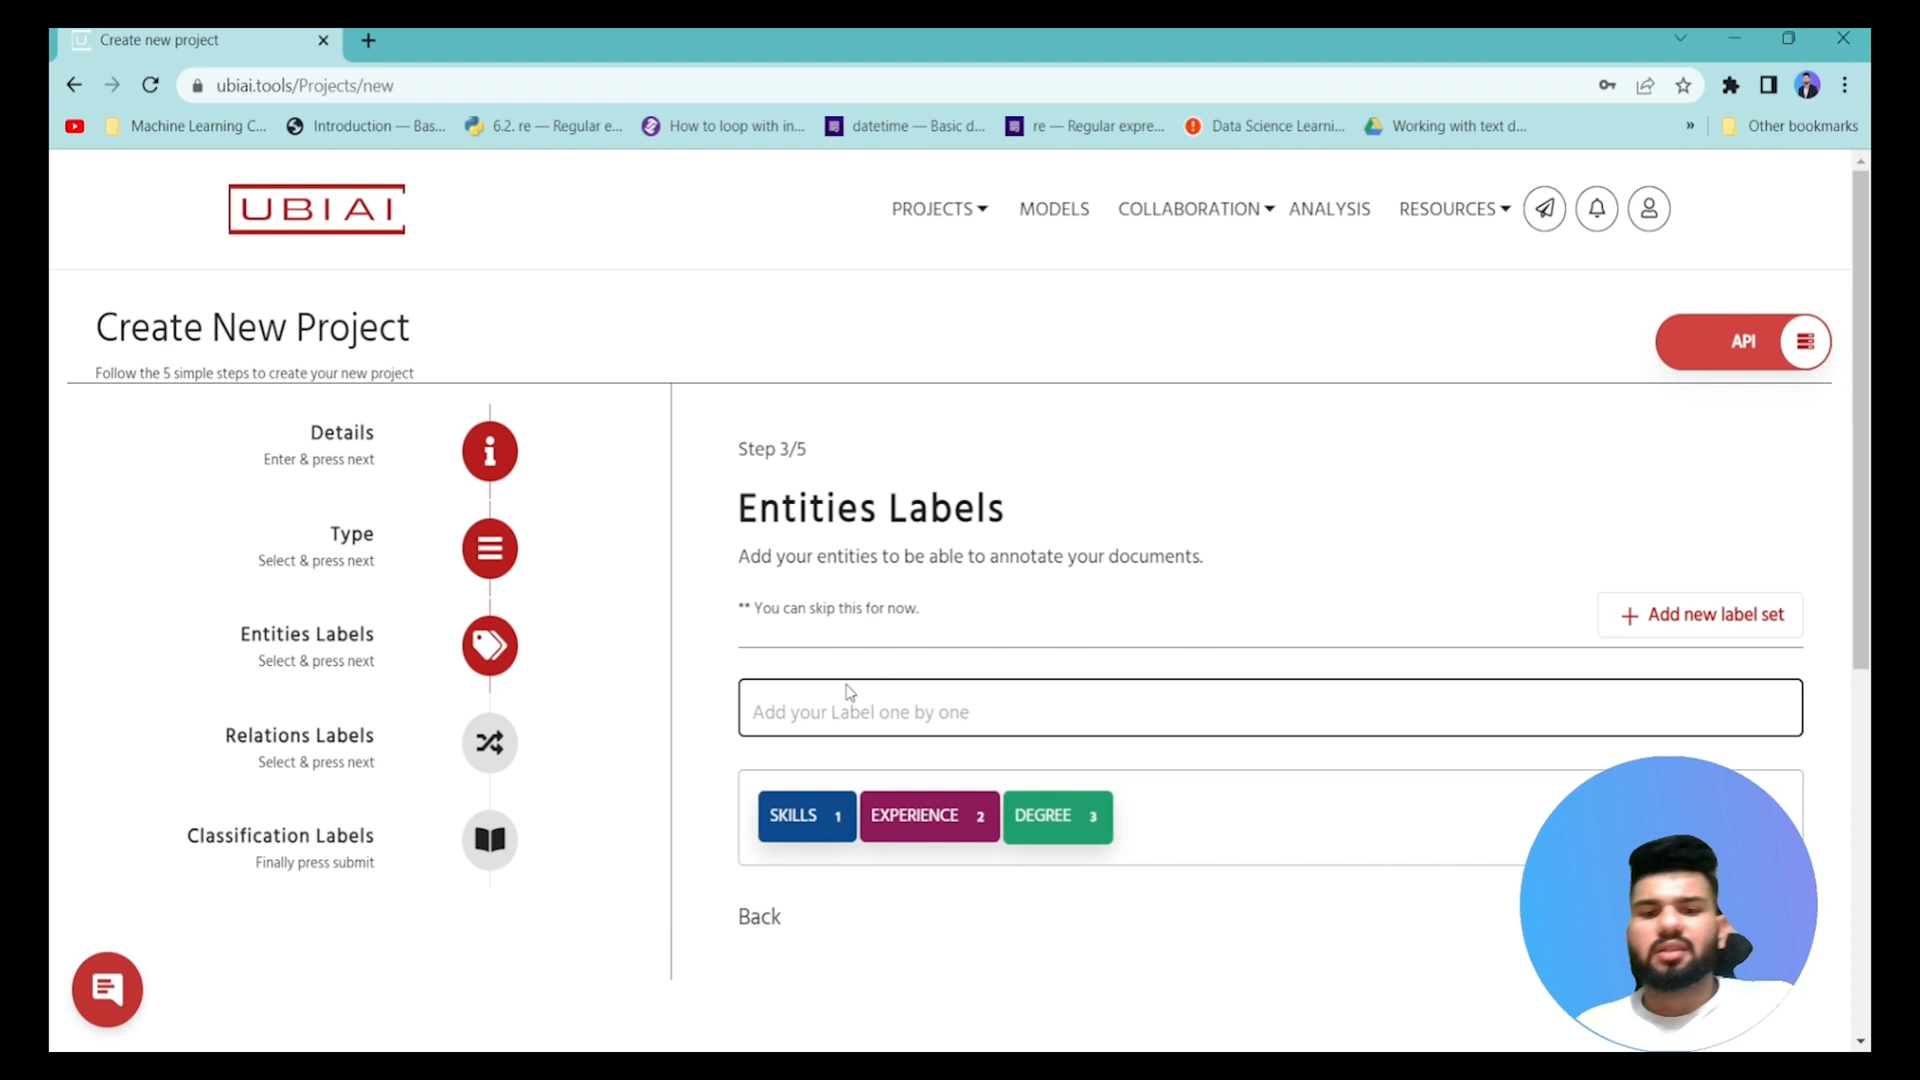 Create new project
ubiai.tools/Projects/new
Machine Learning C...
Introduction — Bas...
6.2. re — Regular e...
How to loop with in...
datetime — Basic d...
re — Regular expre...
Data Science Learni...
Working with text d...
»
Other bookmarks
UBIAI
PROJECTS
MODELS
COLLABORATION
ANALYSIS
RESOURCES
Create New Project
Follow the 5 simple steps to create your new project
API
Details
Enter & press next
Type
Select & press next
Entities Labels
Select & press next
Relations Labels
Select & press next
Classification Labels
Finally press submit
Step 3/5
Entities Labels
Add your entities to be able to annotate your documents.
** You can skip this for now.
+ Add new label set
Add your Label one by one
SKILLS 1
EXPERIENCE 2
DEGREE 3
Back